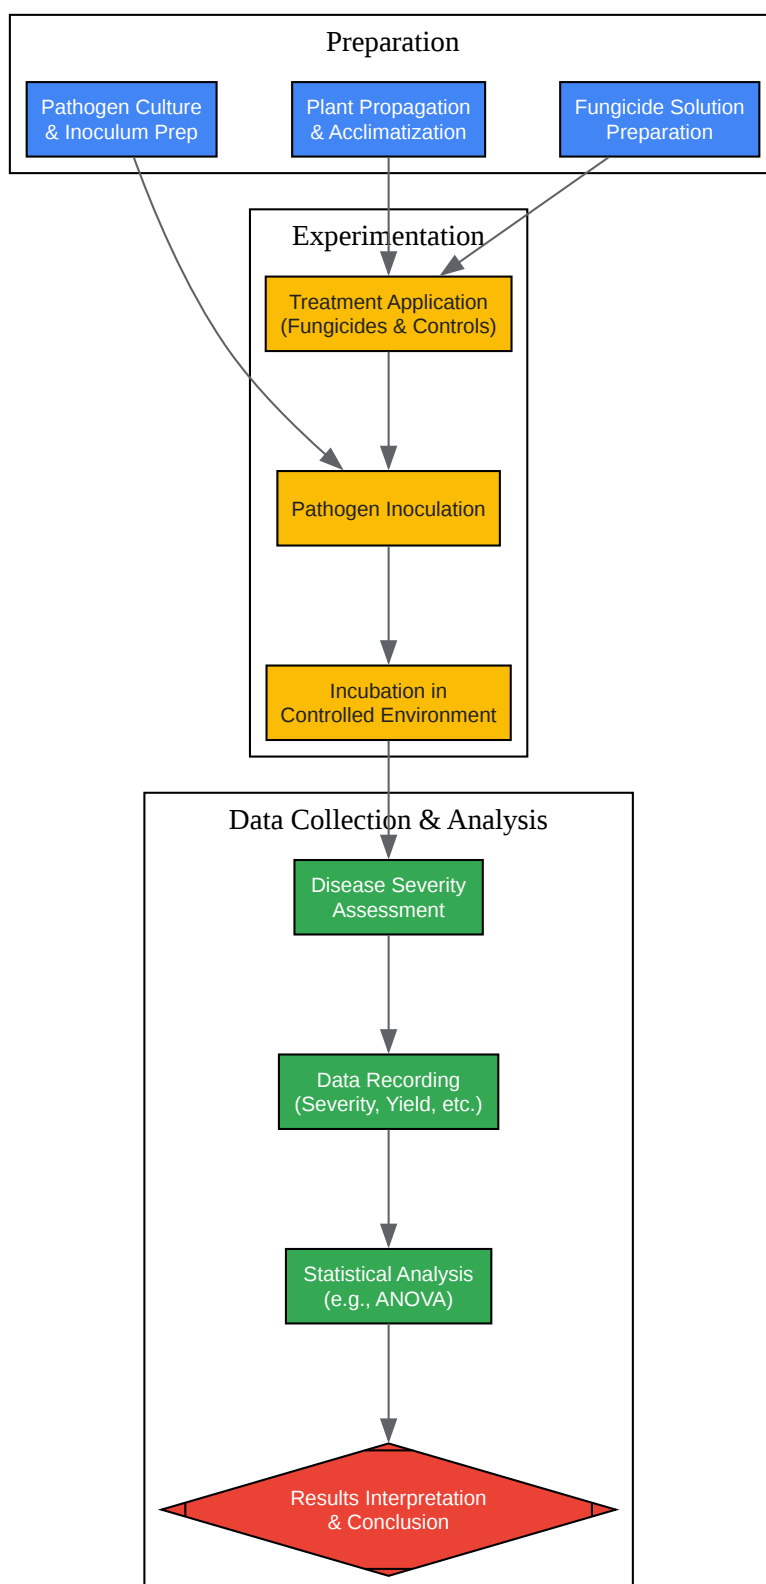 Preparation
Pathogen Culture
& Inoculum Prep
Plant Propagation
& Acclimatization
Fungicide Solution
Preparation
Experimentation
Treatment Application
(Fungicides & Controls)
Pathogen Inoculation
Incubation in
Controlled Environment
Data Collection & Analysis
Disease Severity
Assessment
Data Recording
(Severity, Yield, etc.)
Statistical Analysis
(e.g., ANOVA)
Results Interpretation
& Conclusion